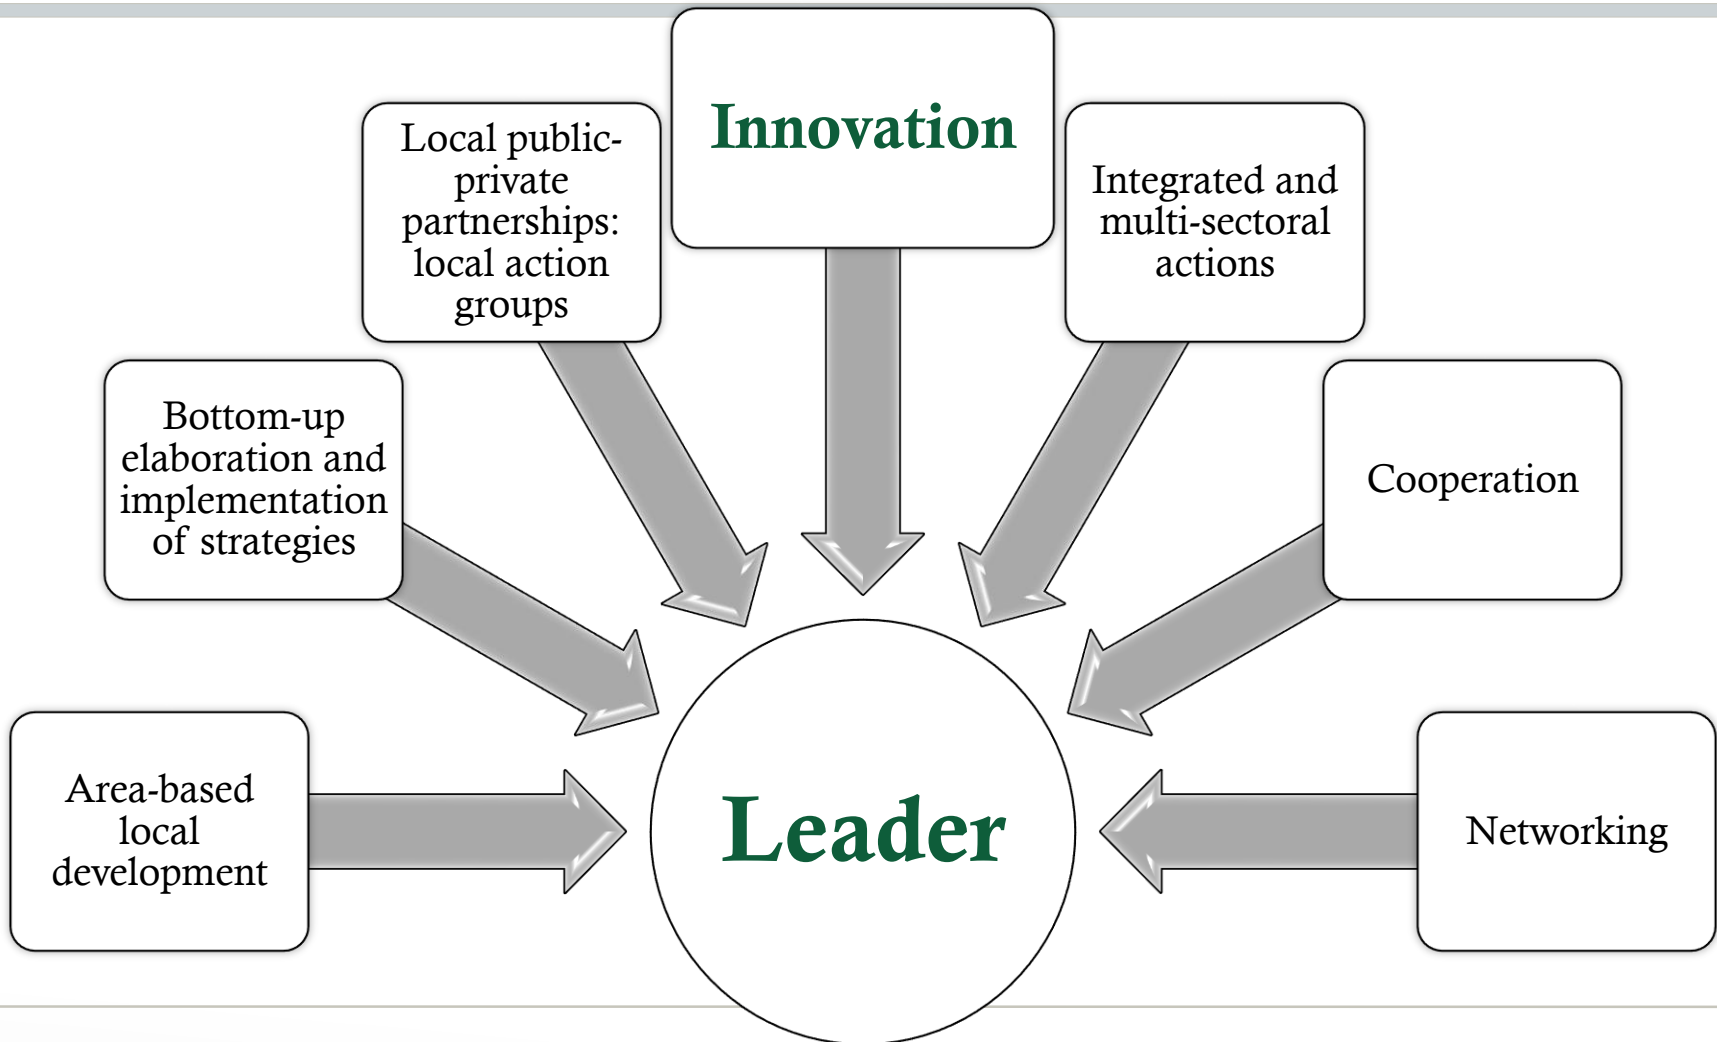 Innovation
Local public-
private
partnerships:
local action
groups
Integrated and
multi-sectoral
actions
Bottom-up
elaboration and
implementation
of strategies
Cooperation
Area-based
local
development
Leader
Networking